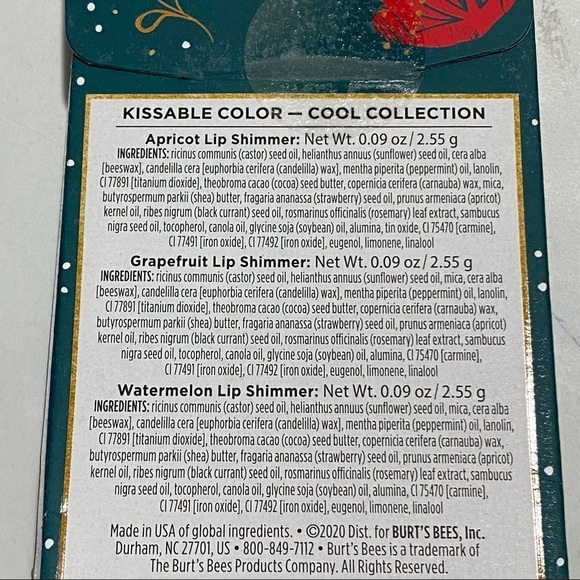 KISSABLE COLOR — COOL COLLECTION
Apricot Lip Shimmer: Net Wt. 0.09 oz/2.55 g
INGREDIENTS: ricinus communis (castor) seed oil, helianthus annuus (sunflower) seed oil, cera alba
[beeswax], candelilla cera [euphorbia cerifera (candelilla) wax], mentha piperita (peppermint) oil, lanolin,
CI 77891 [titanium dioxide], theobroma cacao (cocoa) seed butter, copernicia cerifera (carnauba) wax, mica,
butyrospermum parkii (shea) butter, fragaria ananassa (strawberry) seed oil, prunus armeniaca (apricot)
kernel oil, ribes nigrum (black currant) seed oil, rosmarinus officinalis (rosemary) leaf extract, sambucus
nigra seed oil, tocopherol, canola oil, glycine soja (soybean) oil, alumina, tin oxide, CI 75470 [carmine],
CI 77491 [iron oxide], CI 77492 [iron oxide], eugenol, limonene, linalool
Grapefruit Lip Shimmer: Net Wt. 0.09 oz/2.55 g
INGREDIENTS: ricinus communis (castor) seed oil, helianthus annuus (sunflower) seed oil, mica, cera alba
[beeswax], candelilla cera [euphorbia cerifera (candelilla) wax], mentha piperita (peppermint) oil, lanolin,
CI 77891 [titanium dioxide], theobroma cacao (cocoa) seed butter, copernicia cerifera (carnauba) wax,
butyrospermum parkii (shea) butter, fragaria ananassa (strawberry) seed oil, prunus armeniaca (apricot)
kernel oil, ribes nigrum (black currant) seed oil, rosmarinus officinalis (rosemary) leaf extract, sambucus
nigra seed oil, tocopherol, canola oil, glycine soja (soybean) oil, alumina, CI 75470 [carmine],
CI 77491 [iron oxide], CI 77492 [iron oxide], eugenol, limonene, linalool
Watermelon Lip Shimmer: Net Wt. 0.09 oz/2.55 g
INGREDIENTS: ricinus communis (castor) seed oil, helianthus annuus (sunflower) seed oil, mica, cera alba
[beeswax], candelilla cera [euphorbia cerifera (candelilla) wax], mentha piperita (peppermint) oil, lanolin,
CI 77891 [titanium dioxide], theobroma cacao (cocoa) seed butter, copernicia cerifera (carnauba) wax,
butyrospermum parkii (shea) butter, fragaria ananassa (strawberry) seed oil, prunus armeniaca (apricot)
kernel oil, ribes nigrum (black currant) seed oil, rosmarinus officinalis (rosemary) leaf extract, sambucus
nigra seed oil, tocopherol, canola oil, glycine soja (soybean) oil, alumina, CI 75470 [carmine],
CI 77491 [iron oxide], CI 77492 [iron oxide], eugenol, limonene, linalool
Made in USA of global ingredients. • ©2020 Dist. for BURT'S BEES, Inc.
Durham, NC 27701, US • 800-849-7112 • Burt's Bees is a trademark of
The Burt's Bees Products Company. All Rights Reserved.